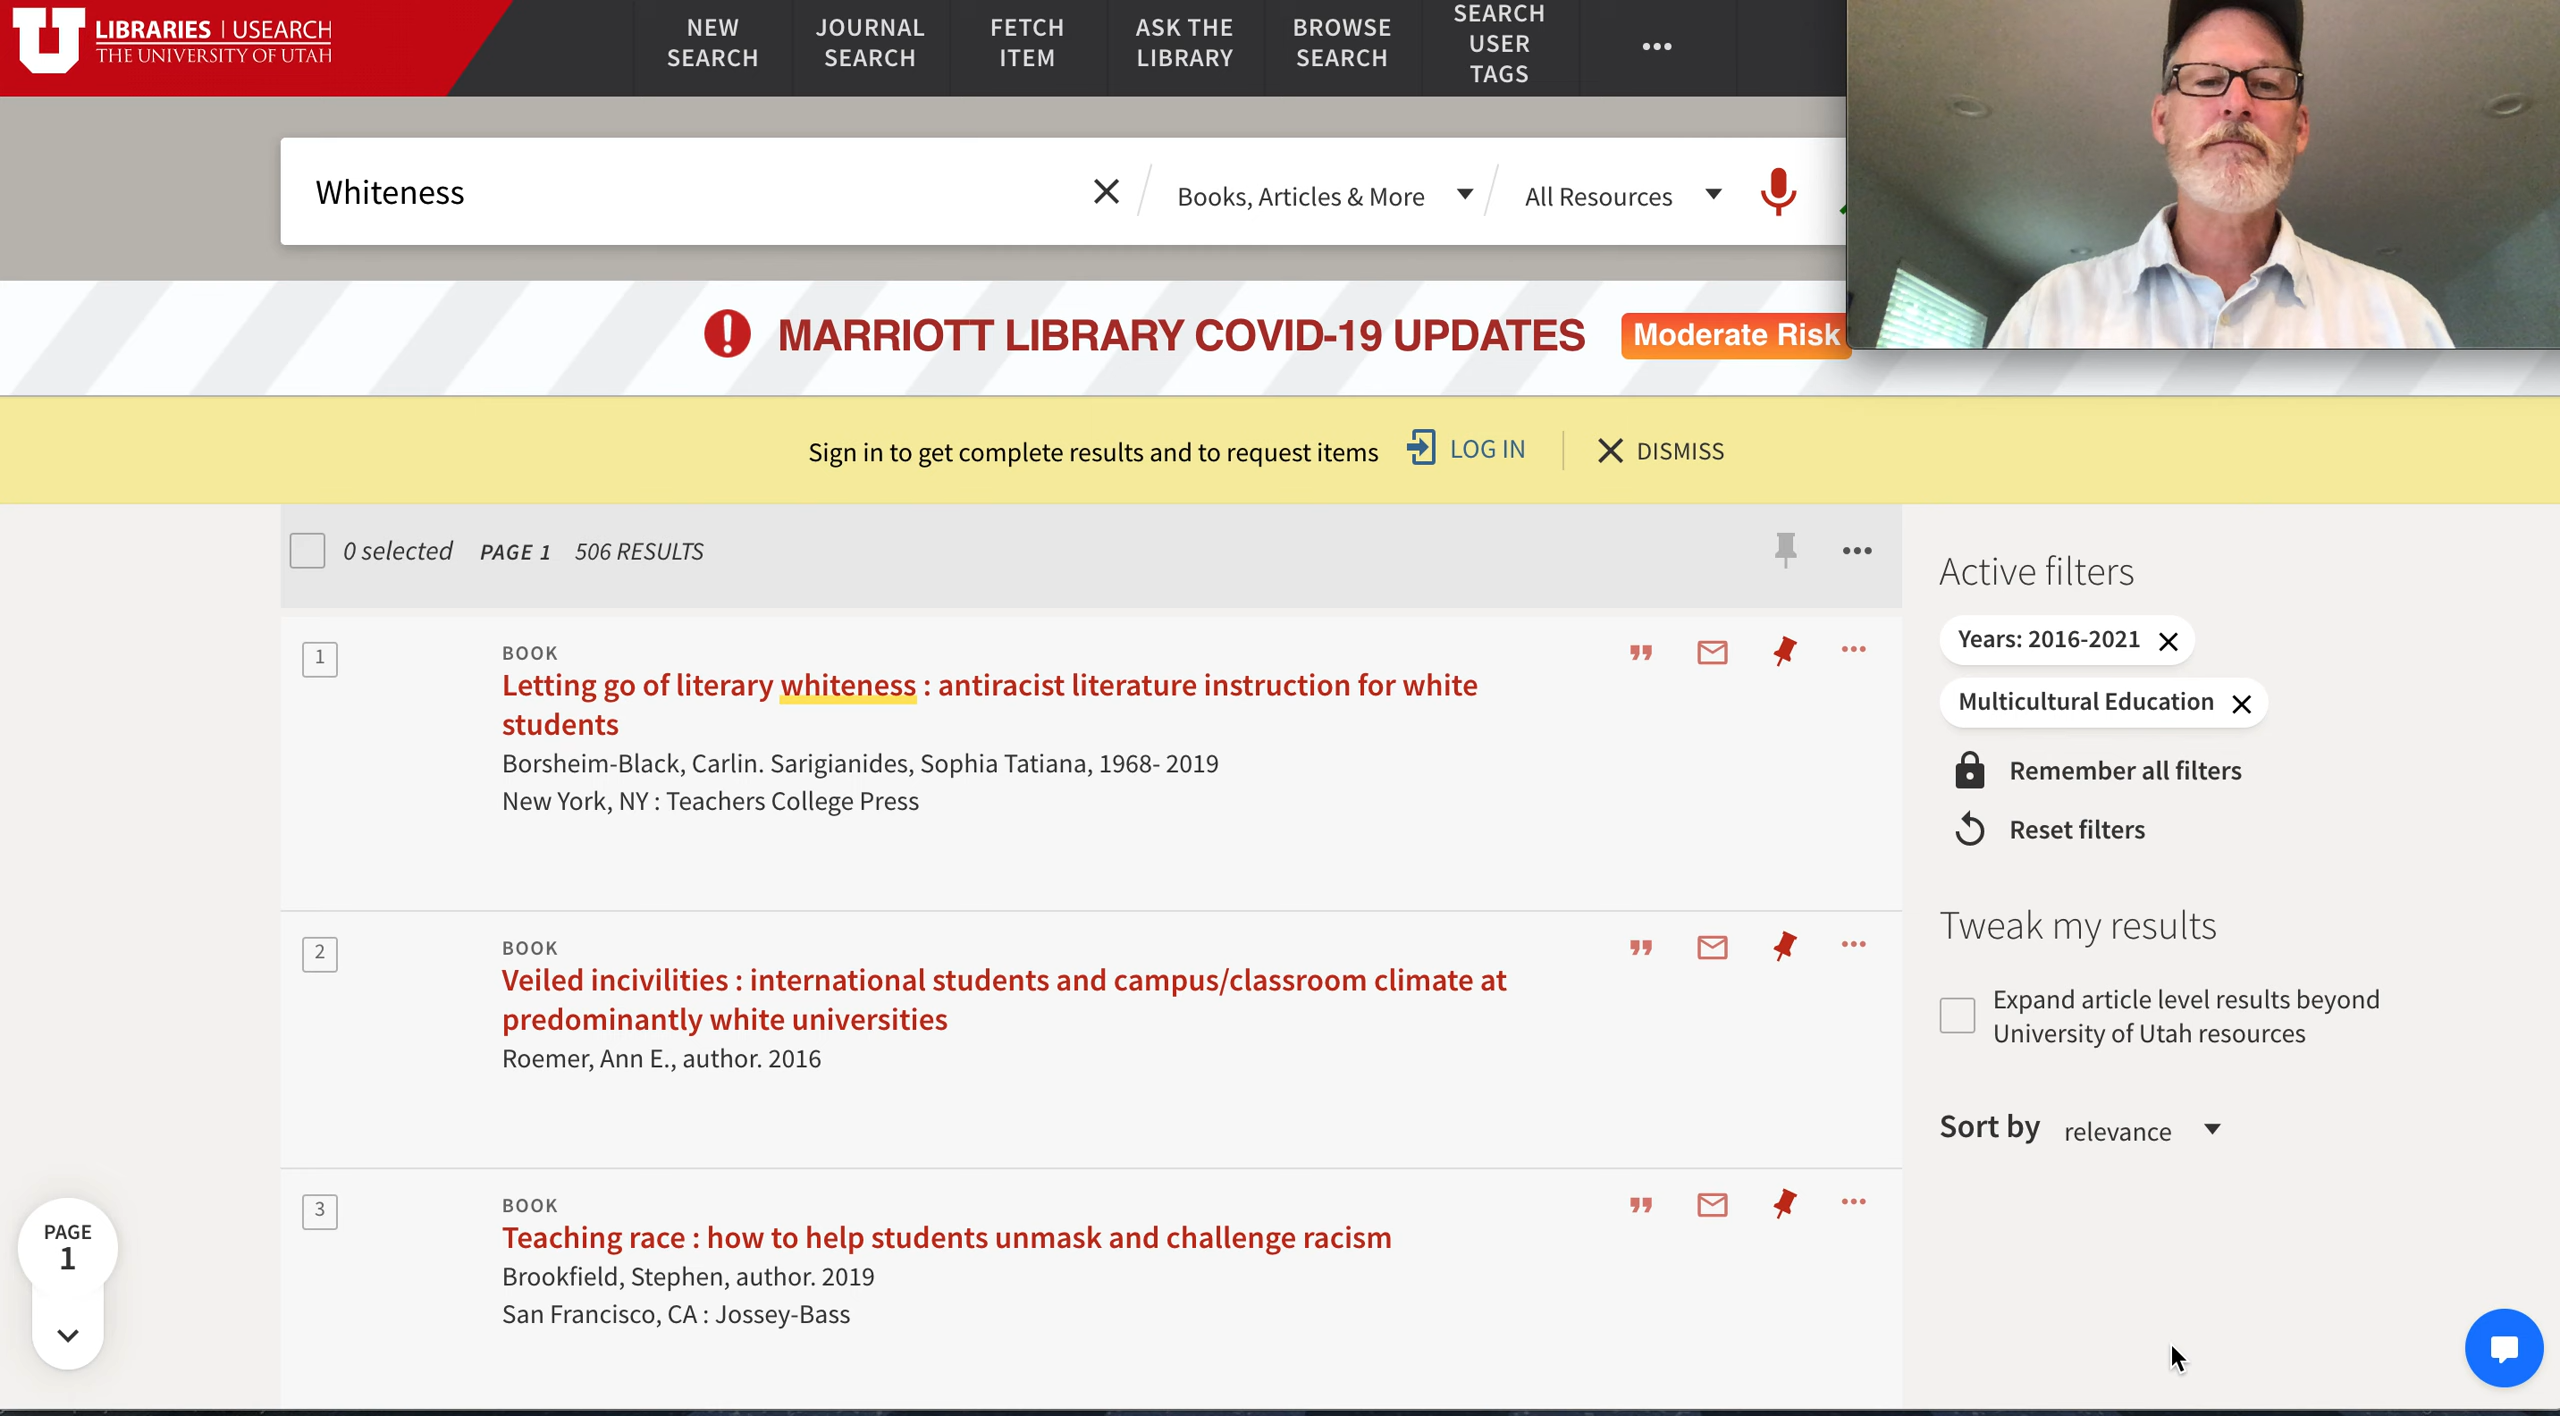 LIBRARIES | USEARCH
THE UNIVERSITY OF UTAH
NEW
SEARCH
JOURNAL
SEARCH
FETCH
ITEM
ASK THE
LIBRARY
BROWSE
SEARCH
SEARCH
USER
TAGS
Whiteness
Books, Articles & More
All Resources
MARRIOTT LIBRARY COVID-19 UPDATES Moderate Risk
Sign in to get complete results and to request items LOG IN DISMISS
0 selected PAGE 1 506 RESULTS
1
BOOK
Letting go of literary whiteness : antiracist literature instruction for white
students
Borsheim-Black, Carlin. Sarigianides, Sophia Tatiana, 1968- 2019
New York, NY : Teachers College Press
2
BOOK
Veiled incivilities : international students and campus/classroom climate at
predominantly white universities
Roemer, Ann E., author. 2016
3
BOOK
Teaching race : how to help students unmask and challenge racism
Brookfield, Stephen, author. 2019
San Francisco, CA : Jossey-Bass
Active filters
Years: 2016-2021
Multicultural Education
Remember all filters
Reset filters
Tweak my results
Expand article level results beyond
University of Utah resources
Sort by relevance
PAGE
1